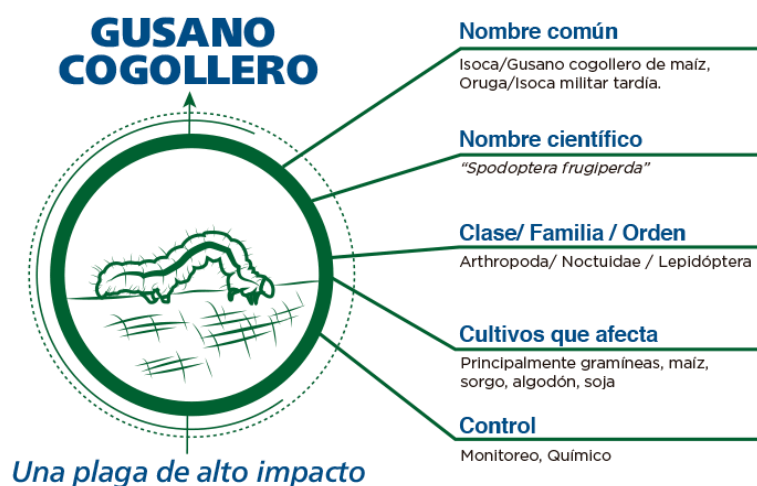 GUSANO
COGOLLERO
Nombre común
Isoca/Gusano cogollero de maíz,
Oruga/Isoca militar tardía.
Nombre científico
“Spodoptera frugiperda”
Clase/ Familia / Orden
Arthropoda/ Noctuidae / Lepidóptera
Cultivos que afecta
Principalmente gramíneas, maíz,
sorgo, algodón, soja
Control
Monitoreo, Químico
Una plaga de alto impacto